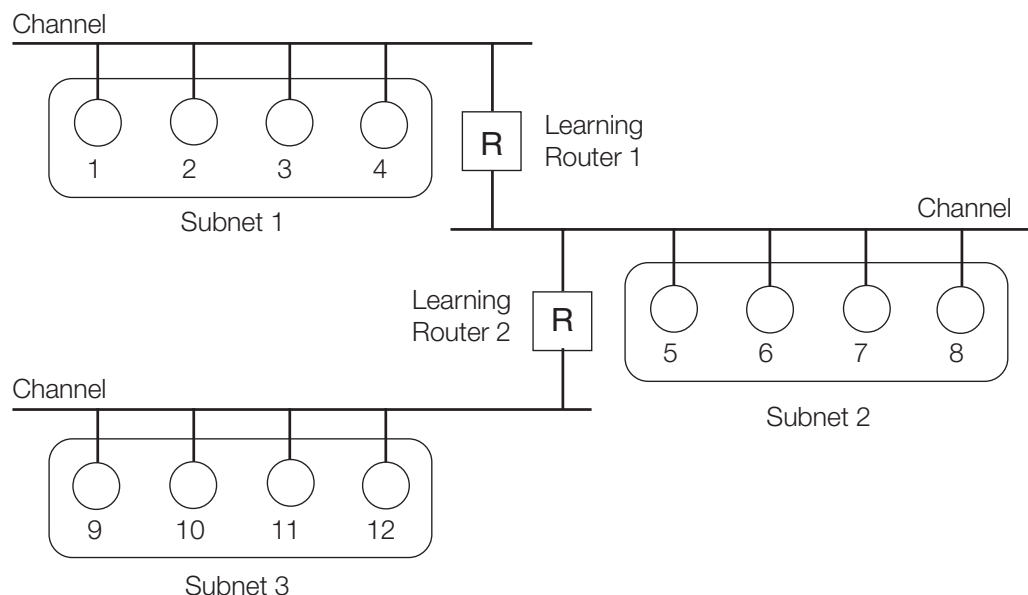 Channel
R
Learning
Router 1
1 2 3 4
Subnet 1
Channel
Learning
Router 2
R
5 6 7 8
Subnet 2
Channel
9 10 11 12
Subnet 3